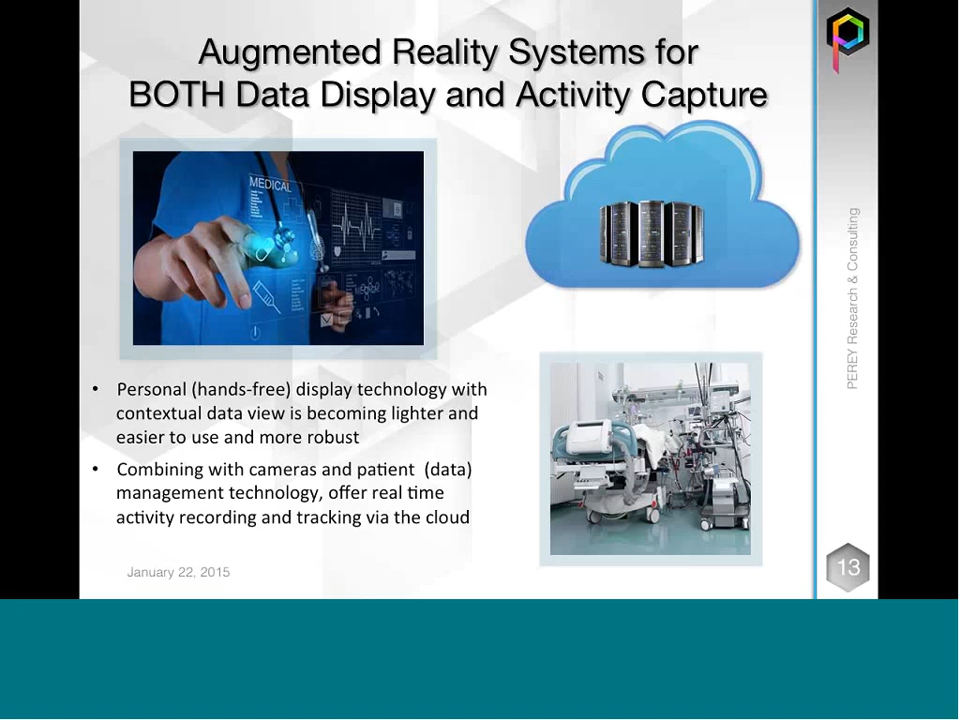 Augmented Reality Systems for
BOTH Data Display and Activity Capture
MEDICAL
• Personal (hands-free) display technology with
contextual data view is becoming lighter and
easier to use and more robust
• Combining with cameras and patient  (data)
management technology, offer real time
activity recording and tracking via the cloud
January 22, 2015
PEREY Research & Consulting
13